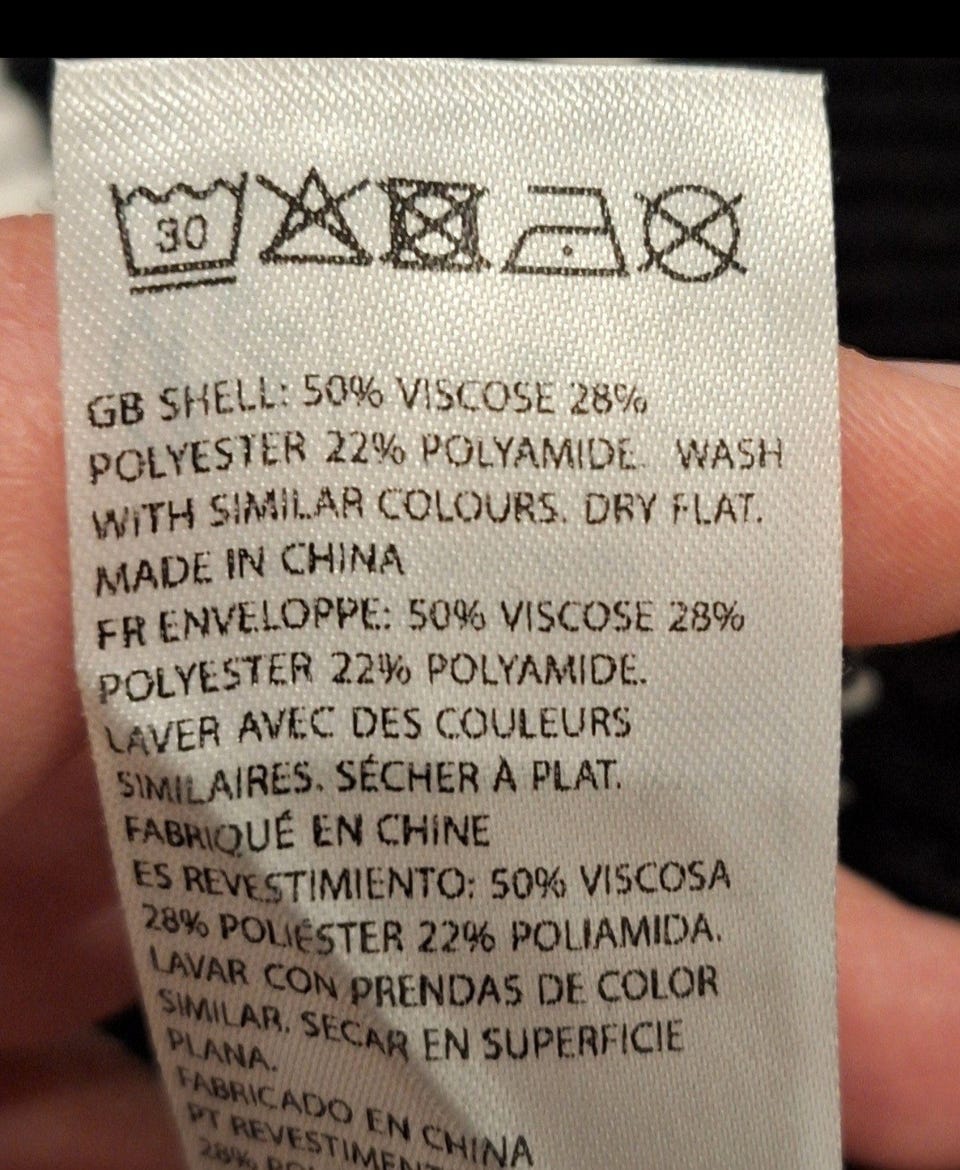 30
GB SHELL: 50% VISCOSE 28%
POLYESTER 22% POLYAMIDE. WASH
WITH SIMILAR COLOURS. DRY FLAT.
MADE IN CHINA
FR ENVELOPPE: 50% VISCOSE 28%
POLYESTER 22% POLYAMIDE.
LAVER AVEC DES COULEURS
SIMILAIRES. SÉCHER À PLAT.
FABRIQUÉ EN CHINE
ES REVESTIMIENTO: 50% VISCOSA
28% POLIÉSTER 22% POLIAMIDA.
LAVAR CON PRENDAS DE COLOR
SIMILAR. SECAR EN SUPERFICIE
PLANA.
FABRICADO EN CHINA
PT
28%